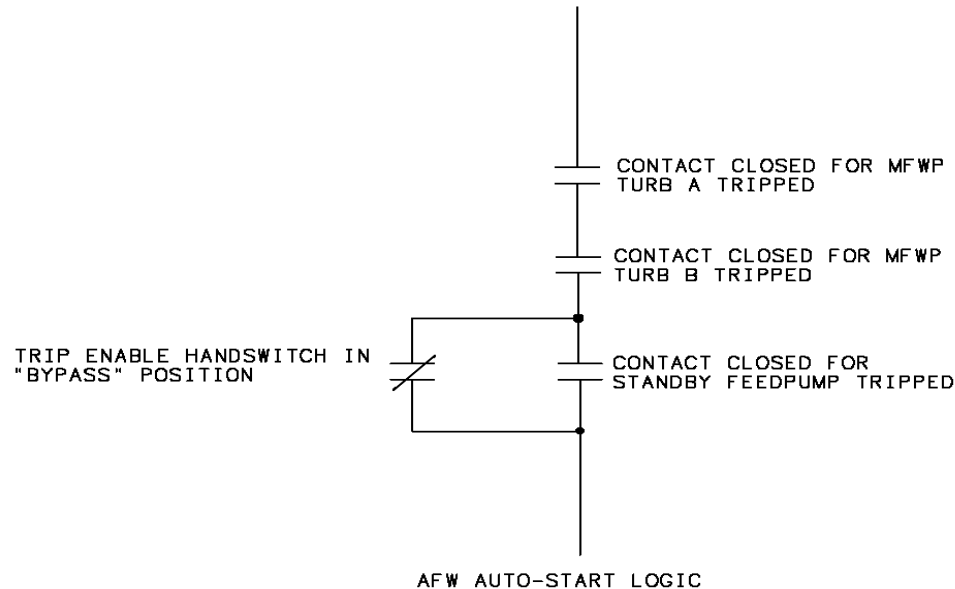 CONTACT CLOSED FOR MFWP
TURB A TRIPPED
CONTACT CLOSED FOR MFWP
TURB B TRIPPED
TRIP ENABLE HANDSWITCH IN
"BYPASS" POSITION
CONTACT CLOSED FOR
STANDBY FEEDPUMP TRIPPED
AFW AUTO-START LOGIC